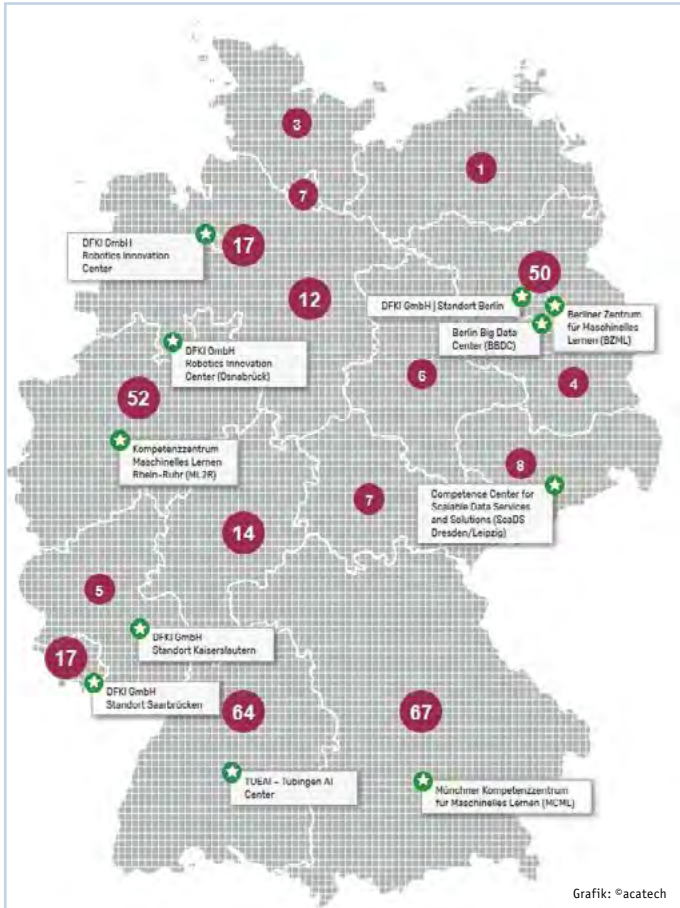 3
1
7
DFKI GmbH
Robotics Innovation
Center
17
50
12
DFKI GmbH | Standort Berlin
Berliner Zentrum
für Maschinelles
Lernen (BZML)
Berlin Big Data
Center (BBDC)
DFKI GmbH
Robotics Innovation
Center (Osnabrück)
6
4
52
Kompetenzzentrum
Maschinelles Lernen
Rhein-Ruhr (ML2R)
8
Competence Center for
Scalable Data Services
and Solutions (ScaDS
Dresden/Leipzig)
7
14
5
DFKI GmbH
Standort Kaiserslautern
17
DFKI GmbH
Standort Saarbrücken
64
67
TUEAI – Tübingen AI
Center
Münchner Kompetenzzentrum
für Maschinelles Lernen (MCML)
Grafik: ©acatech